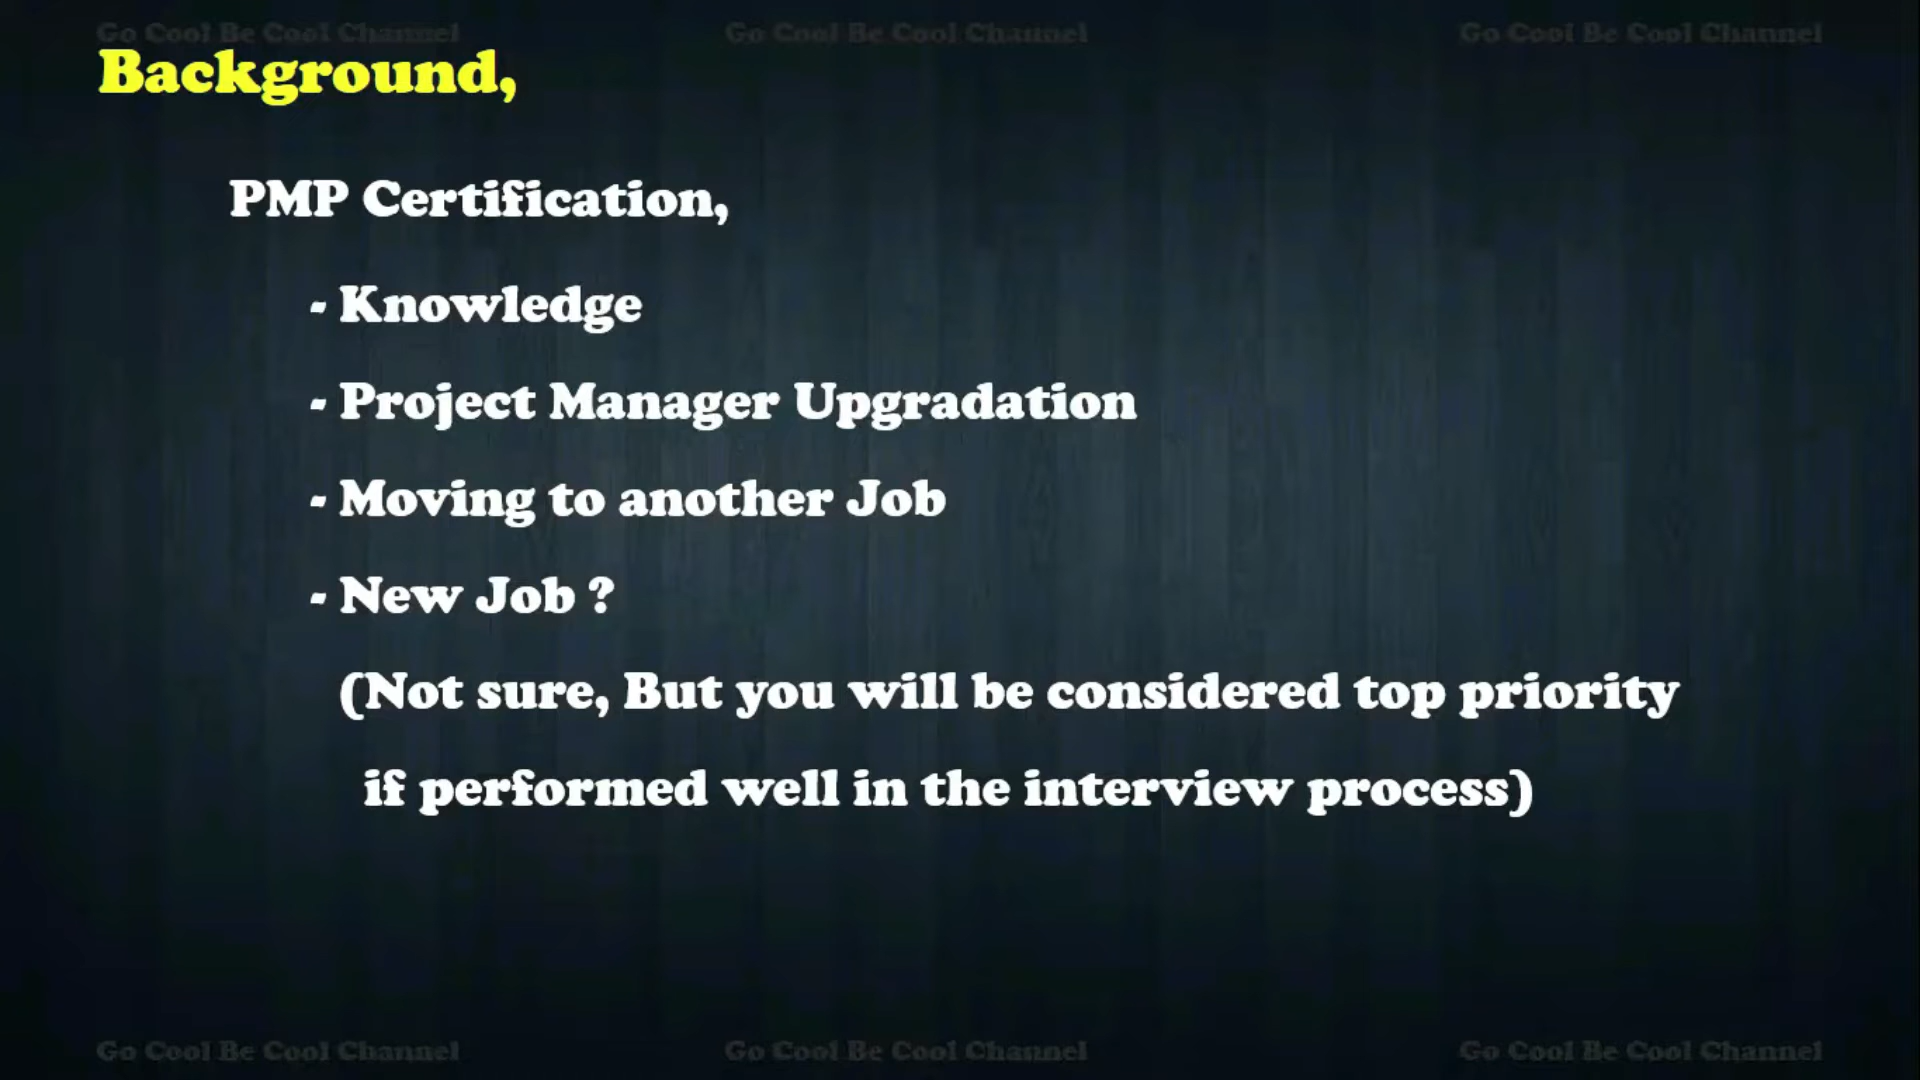 Go Cool Be Cool Channel Go Cool Be Cool Channel Go Cool Be Cool Channel
Background,
PMP Certification,
- Knowledge
- Project Manager Upgradation
- Moving to another Job
- New Job ?
(Not sure, But you will be considered top priority
if performed well in the interview process)
Go Cool Be Cool Channel Go Cool Be Cool Channel Go Cool Be Cool Channel